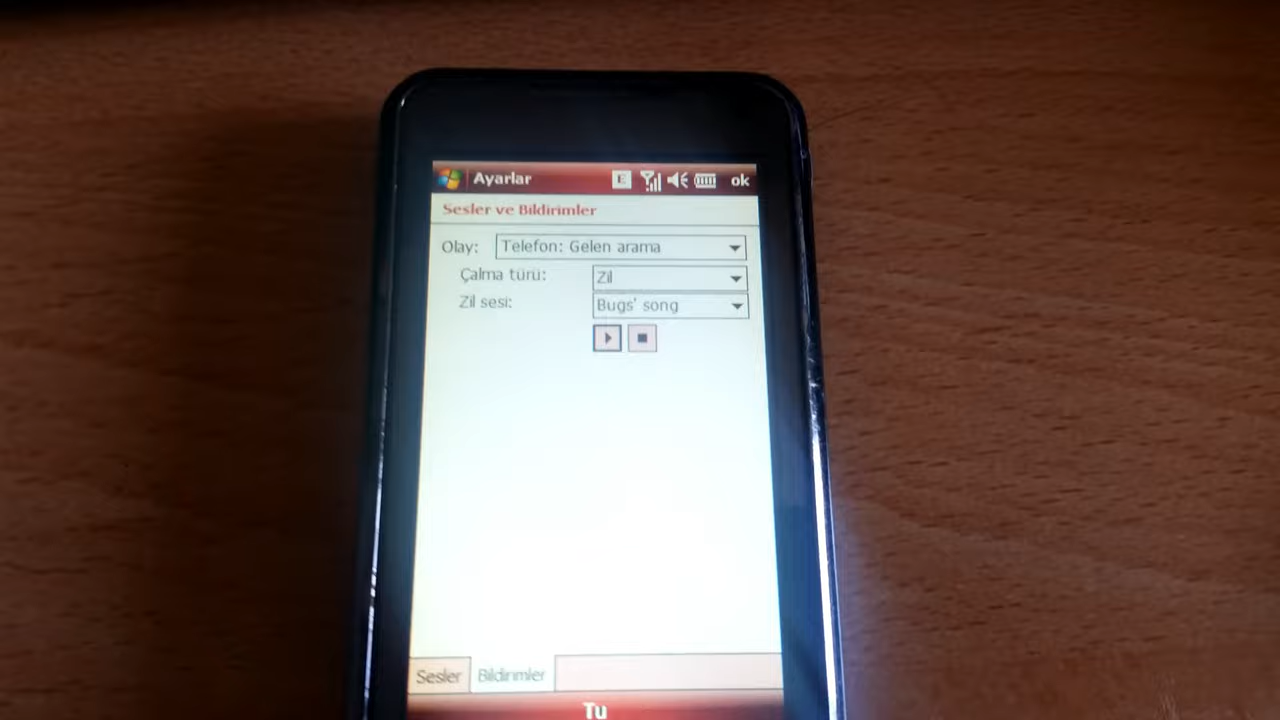 Ayarlar E ok
Sesler ve Bildirimler
Olay: Telefon: Gelen arama
Çalma türü: Zil
Zil sesi: Bugs' song
Sesler Bildirimler
Tu